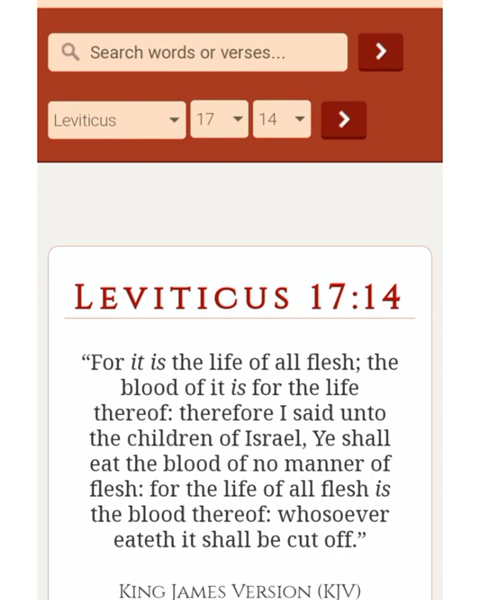 Search words or verses...
Leviticus 17 14
LEVITICUS 17:14
“For it is the life of all flesh; the
blood of it is for the life
thereof: therefore I said unto
the children of Israel, Ye shall
eat the blood of no manner of
flesh: for the life of all flesh is
the blood thereof: whosoever
eateth it shall be cut off.”
KING JAMES VERSION (KJV)